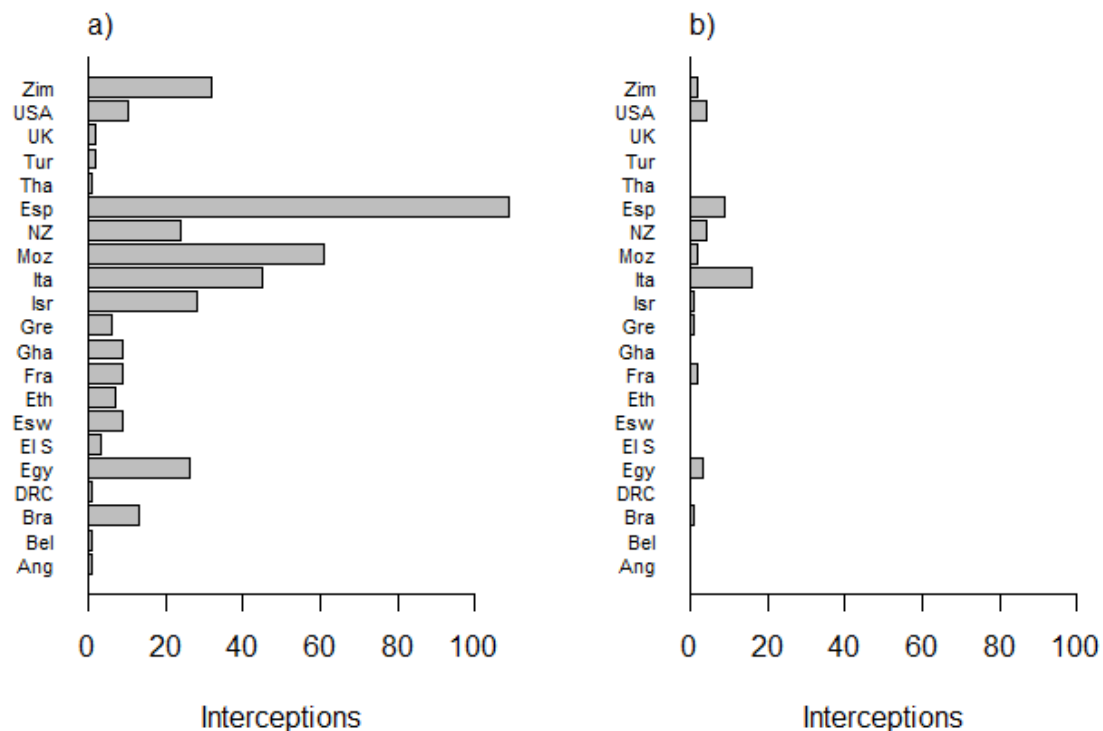 a)
Zim
USA
UK
Tur
Tha
Esp
NZ
Moz
Ita
Isr
Gre
Gha
Fra
Eth
Esw
El S
Egy
DRC
Bra
Bel
Ang
0 20 40 60 80 100
Interceptions
b)
Zim
USA
UK
Tur
Tha
Esp
NZ
Moz
Ita
Isr
Gre
Gha
Fra
Eth
Esw
El S
Egy
DRC
Bra
Bel
Ang
0 20 40 60 80 100
Interceptions